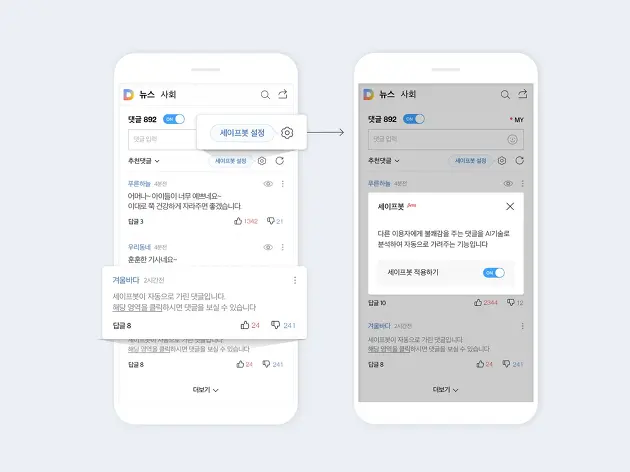 D 뉴스 사회
댓글 892 ON
세이프봇 설정
댓글 입력
추천댓글 세이프봇 설정
푸른하늘 4분전
어머나~ 아이들이 너무 예쁘네요~
이대로 쭉 건강하게 자라주면 좋겠습니다.
답글 3 1342 21
우리동네 4분전
훈훈한 기사네요~
겨울바다 2시간전
세이프봇이 자동으로 가린 댓글입니다.
해당 영역을 클릭하시면 댓글을 보실 수 있습니다
답글 8 24 241
세이프봇이 자동으로 가린 댓글입니다.
해당 영역을 클릭하시면 댓글을 보실 수 있습니다
답글 8 24 241
더보기
D 뉴스 사회
댓글 892 ON MY
댓글 입력
추천댓글 세이프봇 설정
푸른하늘 4분전
세이프봇 Beta
다른 이용자에게 불쾌감을 주는 댓글을 AI기술로
분석하여 자동으로 가려주는 기능입니다
세이프봇 적용하기 ON
답글 10 2344 12
겨울바다 2시간전
세이프봇이 자동으로 가린 댓글입니다.
해당 영역을 클릭하시면 댓글을 보실 수 있습니다
답글 8 24 241
더보기